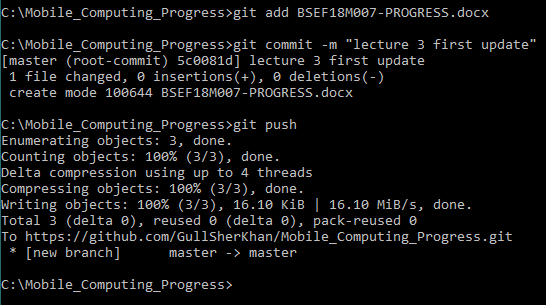 C:\Mobile_Computing_Progress>git add BSEF18M007-PROGRESS.docx
C:\Mobile_Computing_Progress>git commit -m "lecture 3 first update"
[master (root-commit) 5c0081d] lecture 3 first update
 1 file changed, 0 insertions(+), 0 deletions(-)
 create mode 100644 BSEF18M007-PROGRESS.docx
C:\Mobile_Computing_Progress>git push
Enumerating objects: 3, done.
Counting objects: 100% (3/3), done.
Delta compression using up to 4 threads
Compressing objects: 100% (3/3), done.
Writing objects: 100% (3/3), 16.10 KiB | 16.10 MiB/s, done.
Total 3 (delta 0), reused 0 (delta 0), pack-reused 0
To https://github.com/GullSherKhan/Mobile_Computing_Progress.git
 * [new branch]      master -> master
C:\Mobile_Computing_Progress>